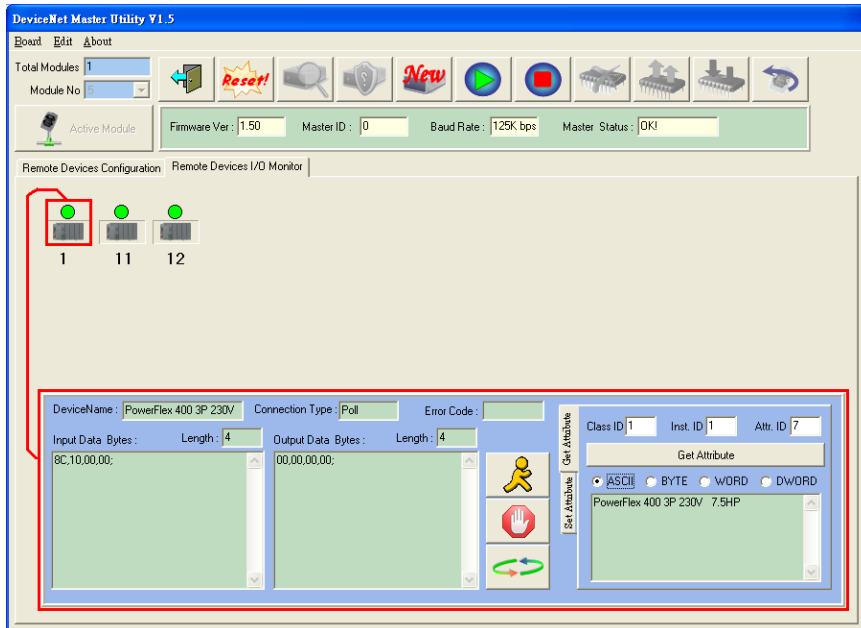 DeviceNet Master Utility V1.5
Board Edit About
Total Modules 1
Module No 5
Reset!
New
Active Module
Firmware Ver : 1.50 Master ID : 0 Baud Rate : 125K bps Master Status : OK!
Remote Devices Configuration Remote Devices I/O Monitor
1 11 12
DeviceName : PowerFlex 400 3P 230V Connection Type : Poll Error Code :
Input Data Bytes : Length : 4 Output Data Bytes : Length : 4
8C,10,00,00; 00,00,00,00;
Get Attribute
Set Attribute
Class ID 1 Inst. ID 1 Attr. ID 7
Get Attribute
ASCII BYTE WORD DWORD
PowerFlex 400 3P 230V 7.5HP